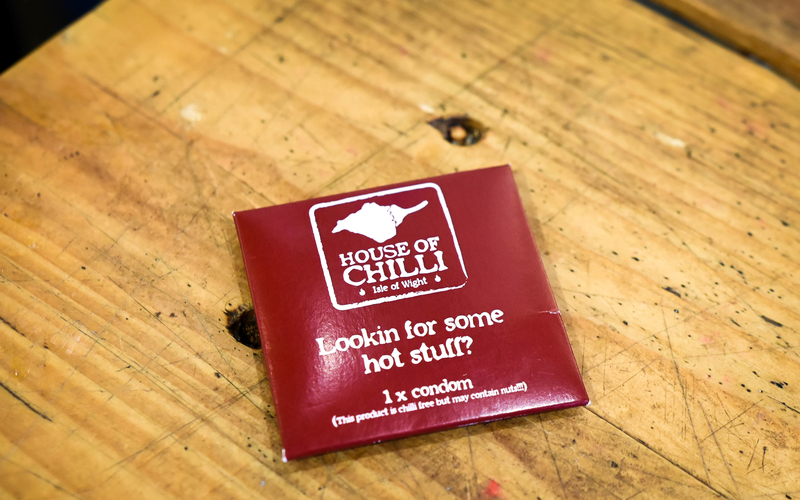 HOUSE OF
CHILLI
Isle of Wight
Lookin for some
hot stuff?
1 x condom
(This product is chilli free but may contain nuts!!!)